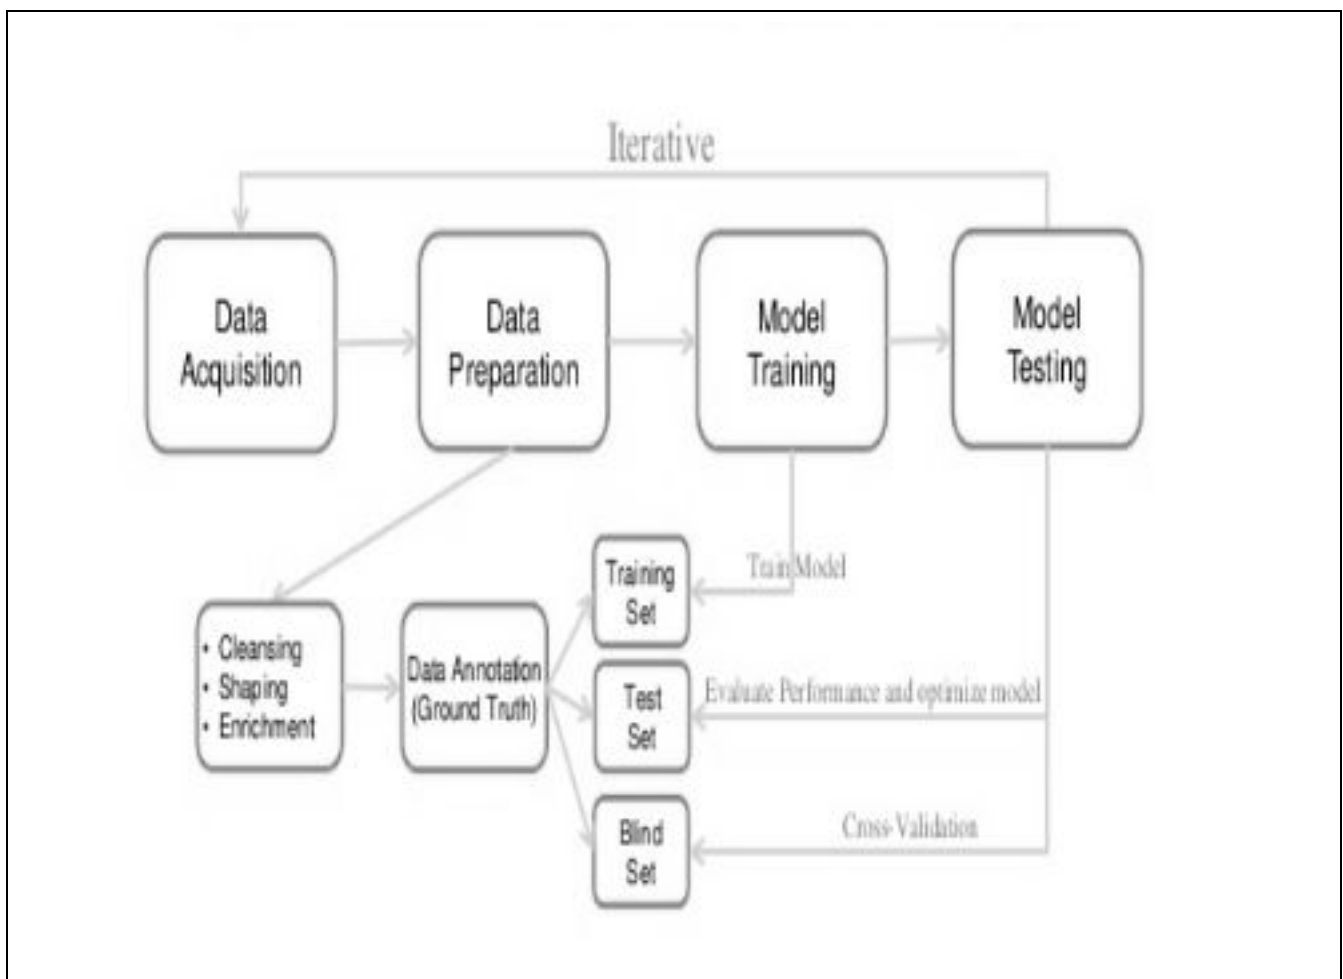 Iterative
Data
Acquisition
Data
Preparation
Model
Training
Model
Testing
Training
Set
Train Model
• Cleansing
• Shaping
• Enrichment
Data Annotation
(Ground Truth)
Test
Set
Evaluate Performance and optimize model
Blind
Set
Cross-Validation